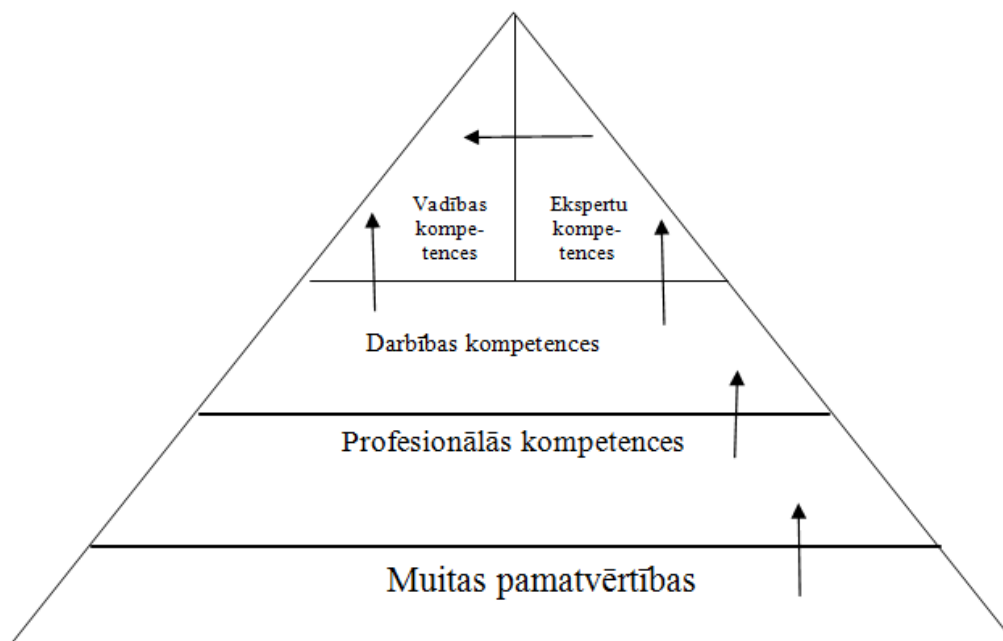 Vadības
kompe-
tences
Ekspertu
kompe-
tences
Darbības kompetences
Profesionālās kompetences
Muitas pamatvērtības